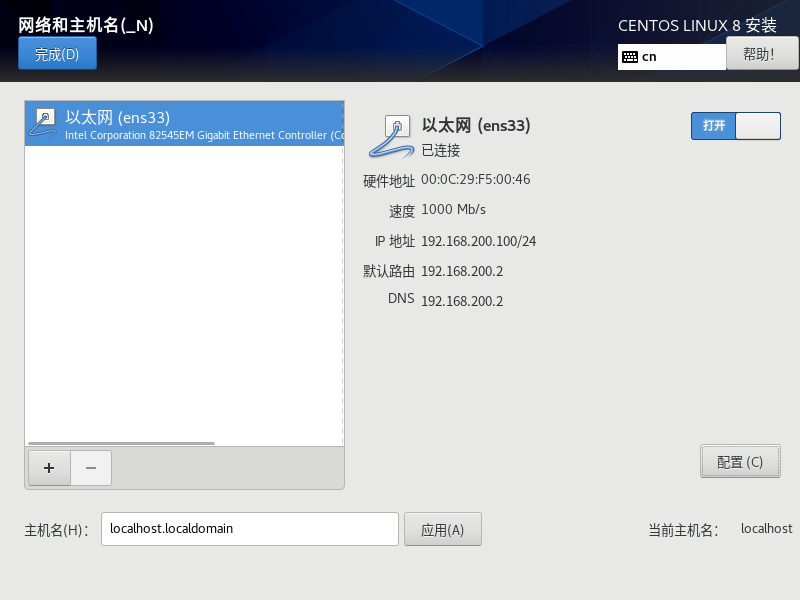 网络和主机名(_N)
CENTOS LINUX 8 安装
完成(D)
cn
帮助！
以太网 (ens33)
Intel Corporation 82545EM Gigabit Ethernet Controller (Co
以太网 (ens33)
已连接
打开
硬件地址 00:0C:29:F5:00:46
速度 1000 Mb/s
IP 地址 192.168.200.100/24
默认路由 192.168.200.2
DNS 192.168.200.2
+ −
配置 (C)
主机名(H)： localhost.localdomain 应用(A) 当前主机名： localhost